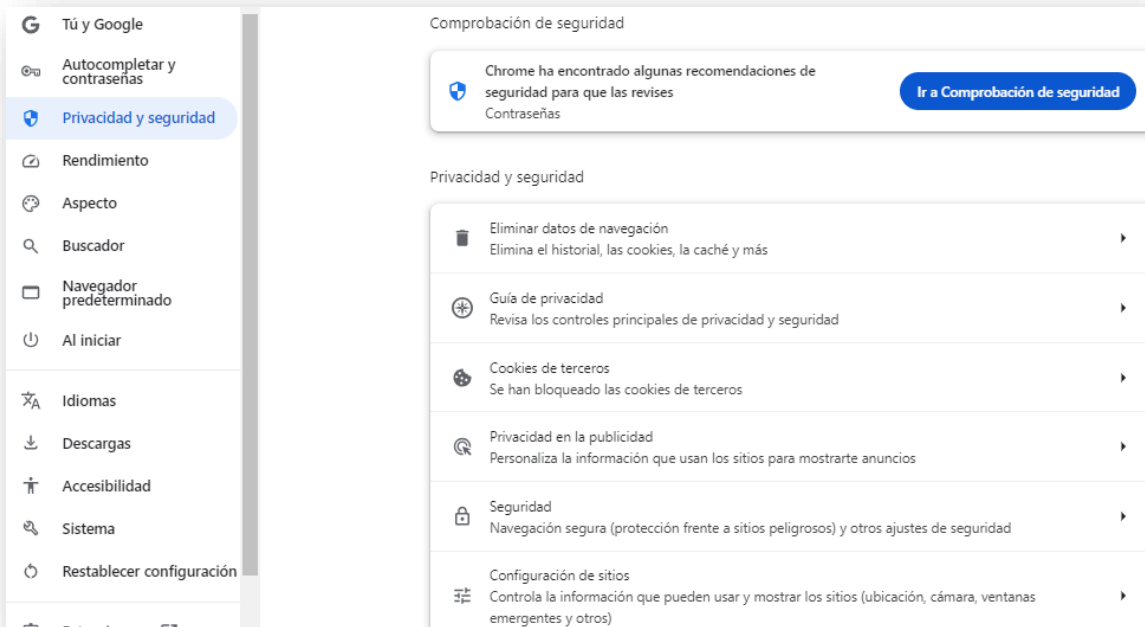 Tú y Google
Autocompletar y
contraseñas
Privacidad y seguridad
Rendimiento
Aspecto
Buscador
Navegador
predeterminado
Al iniciar
Idiomas
Descargas
Accesibilidad
Sistema
Restablecer configuración
Comprobación de seguridad
Chrome ha encontrado algunas recomendaciones de
seguridad para que las revises
Contraseñas
Ir a Comprobación de seguridad
Privacidad y seguridad
Eliminar datos de navegación
Elimina el historial, las cookies, la caché y más
Guía de privacidad
Revisa los controles principales de privacidad y seguridad
Cookies de terceros
Se han bloqueado las cookies de terceros
Privacidad en la publicidad
Personaliza la información que usan los sitios para mostrarte anuncios
Seguridad
Navegación segura (protección frente a sitios peligrosos) y otros ajustes de seguridad
Configuración de sitios
Controla la información que pueden usar y mostrar los sitios (ubicación, cámara, ventanas
emergentes y otros)